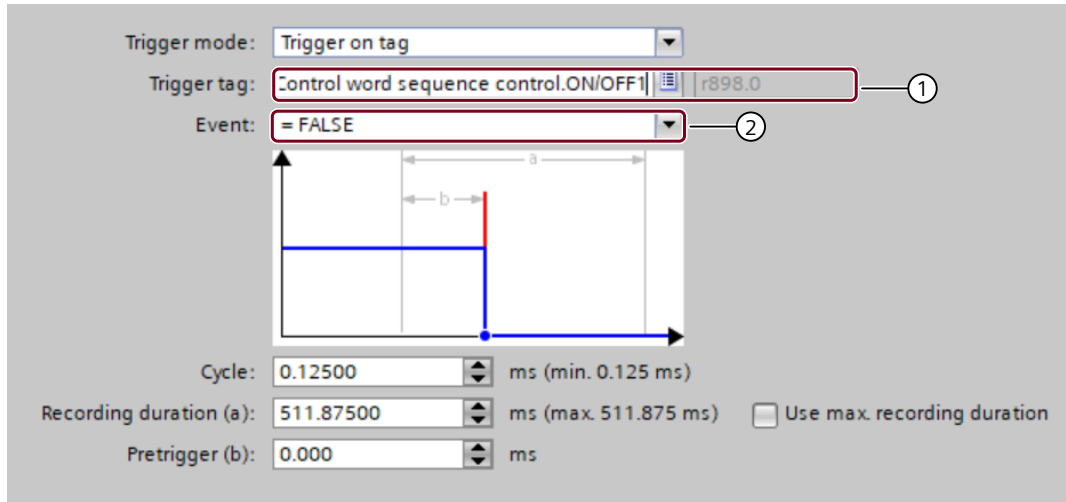 Trigger mode: Trigger on tag
Trigger tag: Control word sequence control.ON/OFF1 r898.0 1
Event: = FALSE 2
a
b
Cycle: 0.12500 ms (min. 0.125 ms)
Recording duration (a): 511.87500 ms (max. 511.875 ms) Use max. recording duration
Pretrigger (b): 0.000 ms